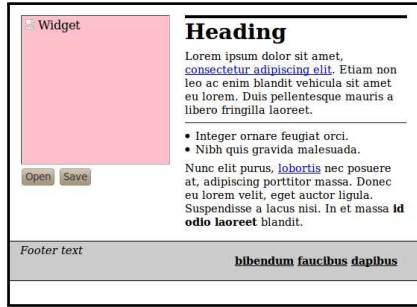 Widget
Open Save
Heading
Lorem ipsum dolor sit amet,
consectetur adipiscing elit. Etiam non
leo ac enim blandit vehicula sit amet
eu lorem. Duis pellentesque mauris a
libero fringilla laoreet.
Integer ornare feugiat orci.
Nibh quis gravida malesuada.
Nunc elit purus, lobortis nec posuere
at, adipiscing porttitor massa. Donec
eu lorem velit, eget auctor ligula.
Suspendisse a lacus nisi. In et massa id
odio laoreet blandit.
Footer text
bibendum faucibus dapibus